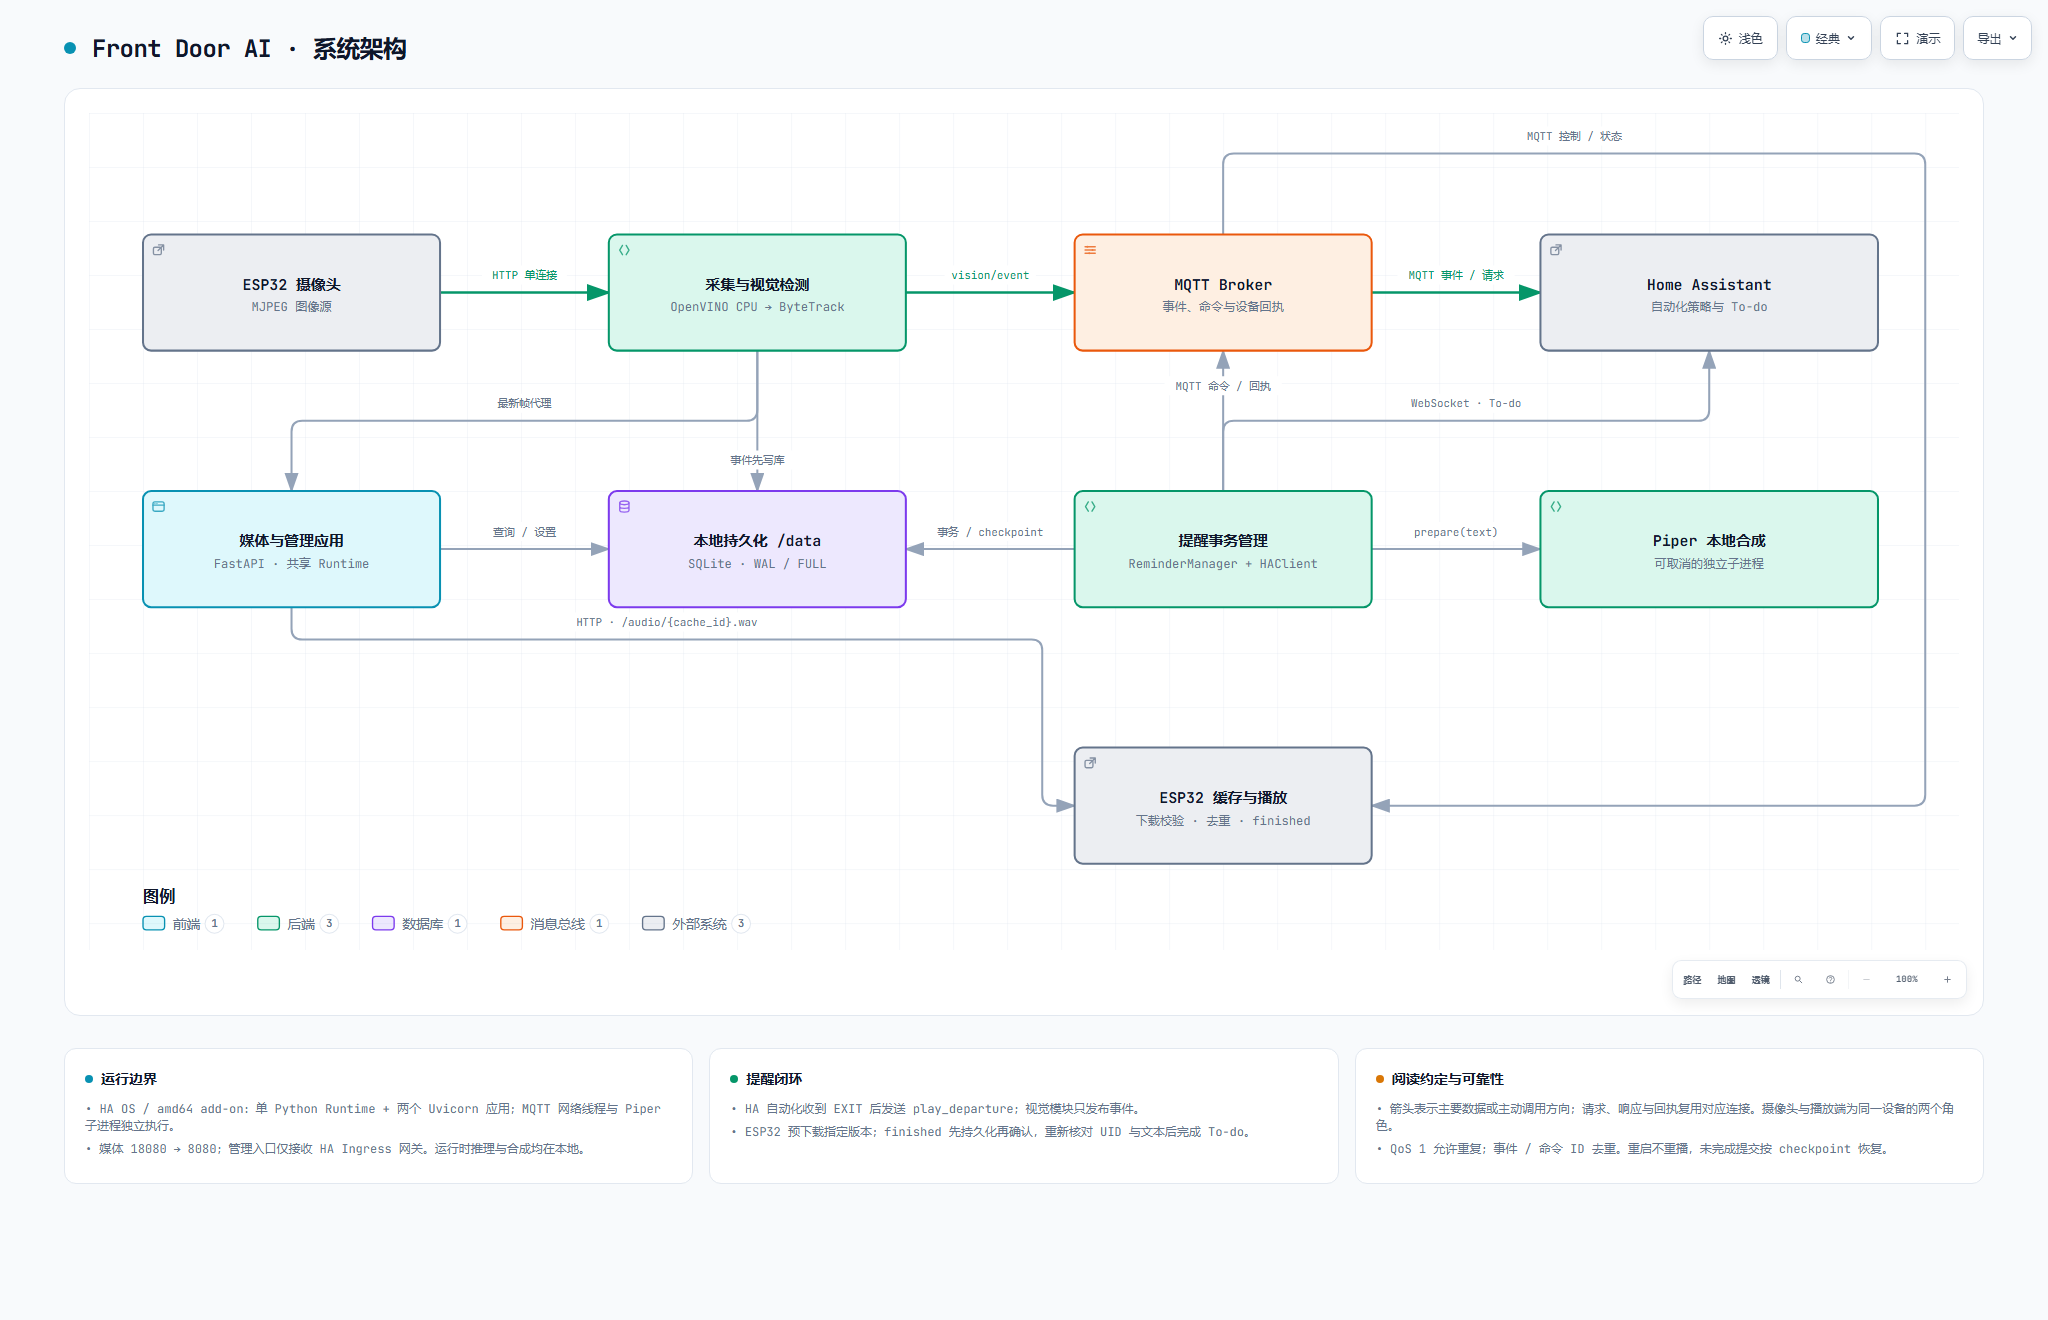 Front Door AI · 系统架构
浅色
经典
演示
导出
MQTT 控制 / 状态
ESP32 摄像头
MJPEG 图像源
HTTP 单连接
采集与视觉检测
OpenVINO CPU → ByteTrack
vision/event
MQTT Broker
事件、命令与设备回执
MQTT 事件 / 请求
Home Assistant
自动化策略与 To-do
MQTT 命令 / 回执
最新帧代理
WebSocket · To-do
事件先写库
媒体与管理应用
FastAPI · 共享 Runtime
查询 / 设置
本地持久化 /data
SQLite · WAL / FULL
事务 / checkpoint
提醒事务管理
ReminderManager + HAClient
prepare(text)
Piper 本地合成
可取消的独立子进程
HTTP · /audio/{cache_id}.wav
ESP32 缓存与播放
下载校验 · 去重 · finished
图例
前端 1
后端 3
数据库 1
消息总线 1
外部系统 3
路径 地图 透镜 − 100% +
运行边界
• HA OS / amd64 add-on: 单 Python Runtime + 两个 Uvicorn 应用; MQTT 网络线程与 Piper
子进程独立执行。
• 媒体 18080 → 8080; 管理入口仅接收 HA Ingress 网关。运行时推理与合成均在本地。
提醒闭环
• HA 自动化收到 EXIT 后发送 play_departure; 视觉模块只发布事件。
• ESP32 预下载指定版本; finished 先持久化再确认, 重新核对 UID 与文本后完成 To-do。
阅读约定与可靠性
• 箭头表示主要数据或主动调用方向; 请求、响应与回执复用对应连接。摄像头与播放端为同一设备的两个角
色。
• QoS 1 允许重复; 事件 / 命令 ID 去重。重启不重播, 未完成提交按 checkpoint 恢复。